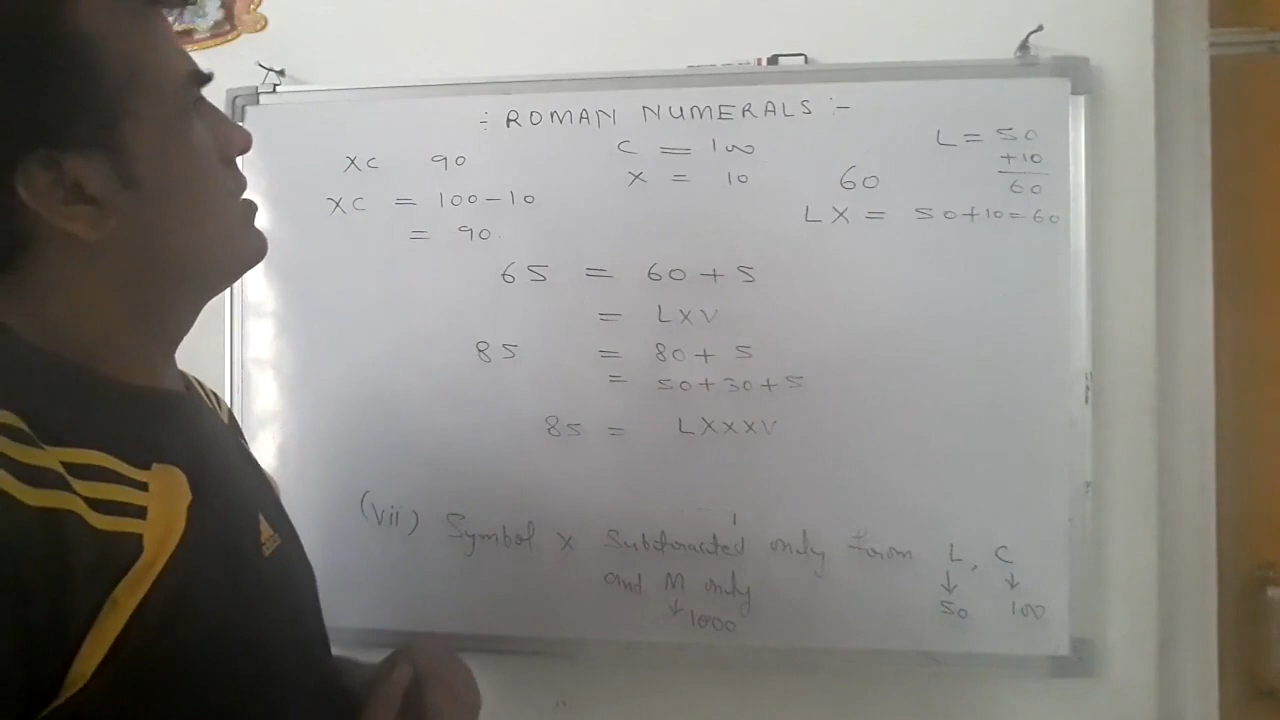 :- ROMAN NUMERALS :-
XC 90
C = 100
L = 50
+10
60
XC = 100-10
X = 10
60
= 90.
LX = 50+10=60
65 = 60+5
= LXV
85 = 80+5
= 50+30+5
85 = LXXXV
(vii) Symbol X Subtracted only form L, C
and M only
50 100
1000